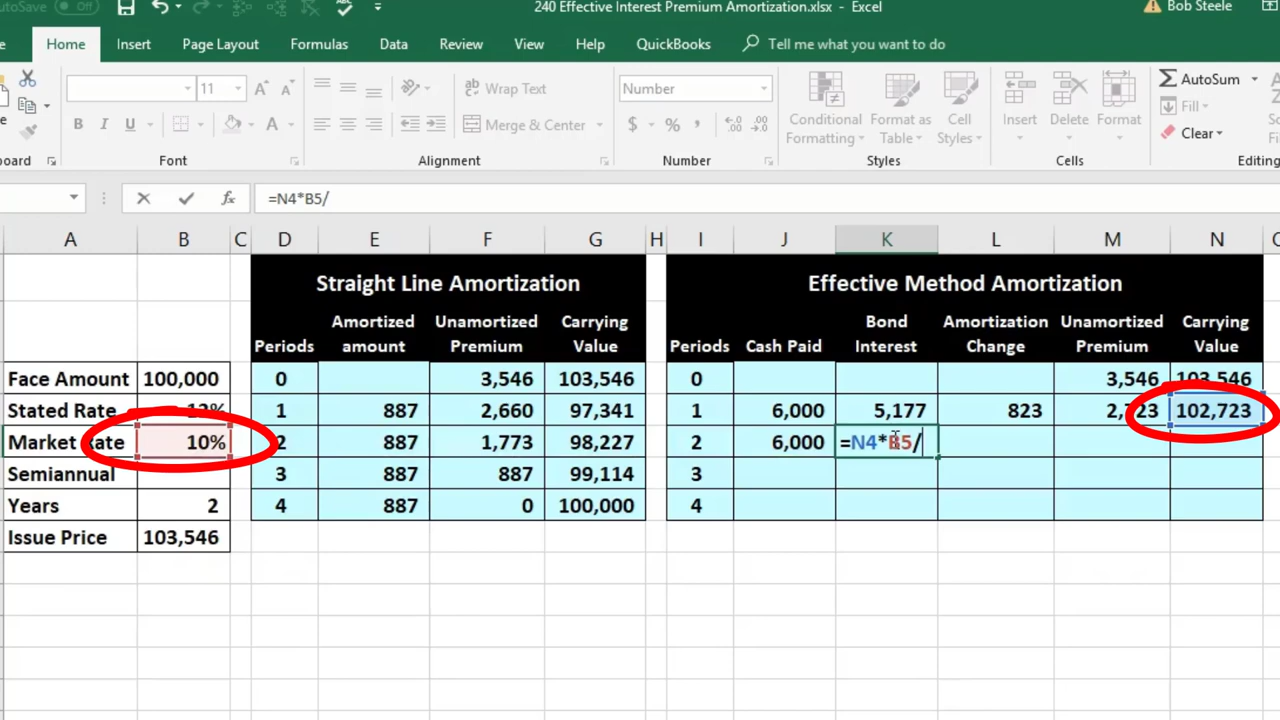 AutoSave Off 240 Effective Interest Premium Amortization.xlsx - Excel Bob Steele
Home Insert Page Layout Formulas Data Review View Help QuickBooks Tell me what you want to do
11 Wrap Text Number AutoSum
B I U A Merge & Center $ % , Conditional Formatting Format as Table Cell Styles Insert Delete Format Fill
Clear
Font Alignment Number Styles Cells Editing
=N4*B5/
A B C D E F G H I J K L M N
Straight Line Amortization Effective Method Amortization
Amortized Unamortized Carrying Bond Amortization Unamortized Carrying
Periods amount Premium Value Periods Cash Paid Interest Change Premium Value
Face Amount 100,000 0 3,546 103,546 0 3,546 103,546
Stated Rate 12% 1 887 2,660 97,341 1 6,000 5,177 823 2,723 102,723
Market Rate 10% 2 887 1,773 98,227 2 6,000 =N4*B5/
Semiannual 3 887 887 99,114 3
Years 2 4 887 0 100,000 4
Issue Price 103,546